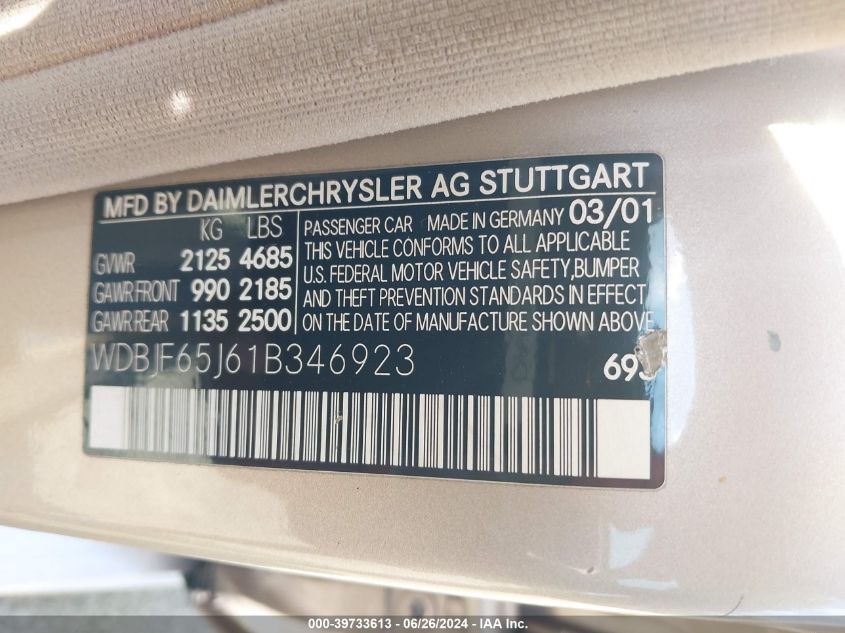 MFD BY DAIMLERCHRYSLER AG STUTTGART
KG LBS
GVWR 2125 4685
GAWR FRONT 990 2185
GAWR REAR 1135 2500
PASSENGER CAR MADE IN GERMANY 03/01
THIS VEHICLE CONFORMS TO ALL APPLICABLE
U.S. FEDERAL MOTOR VEHICLE SAFETY,BUMPER
AND THEFT PREVENTION STANDARDS IN EFFECT
ON THE DATE OF MANUFACTURE SHOWN ABOVE.
WDBJF65J61B346923
000-39733613 - 06/26/2024 - IAA Inc.